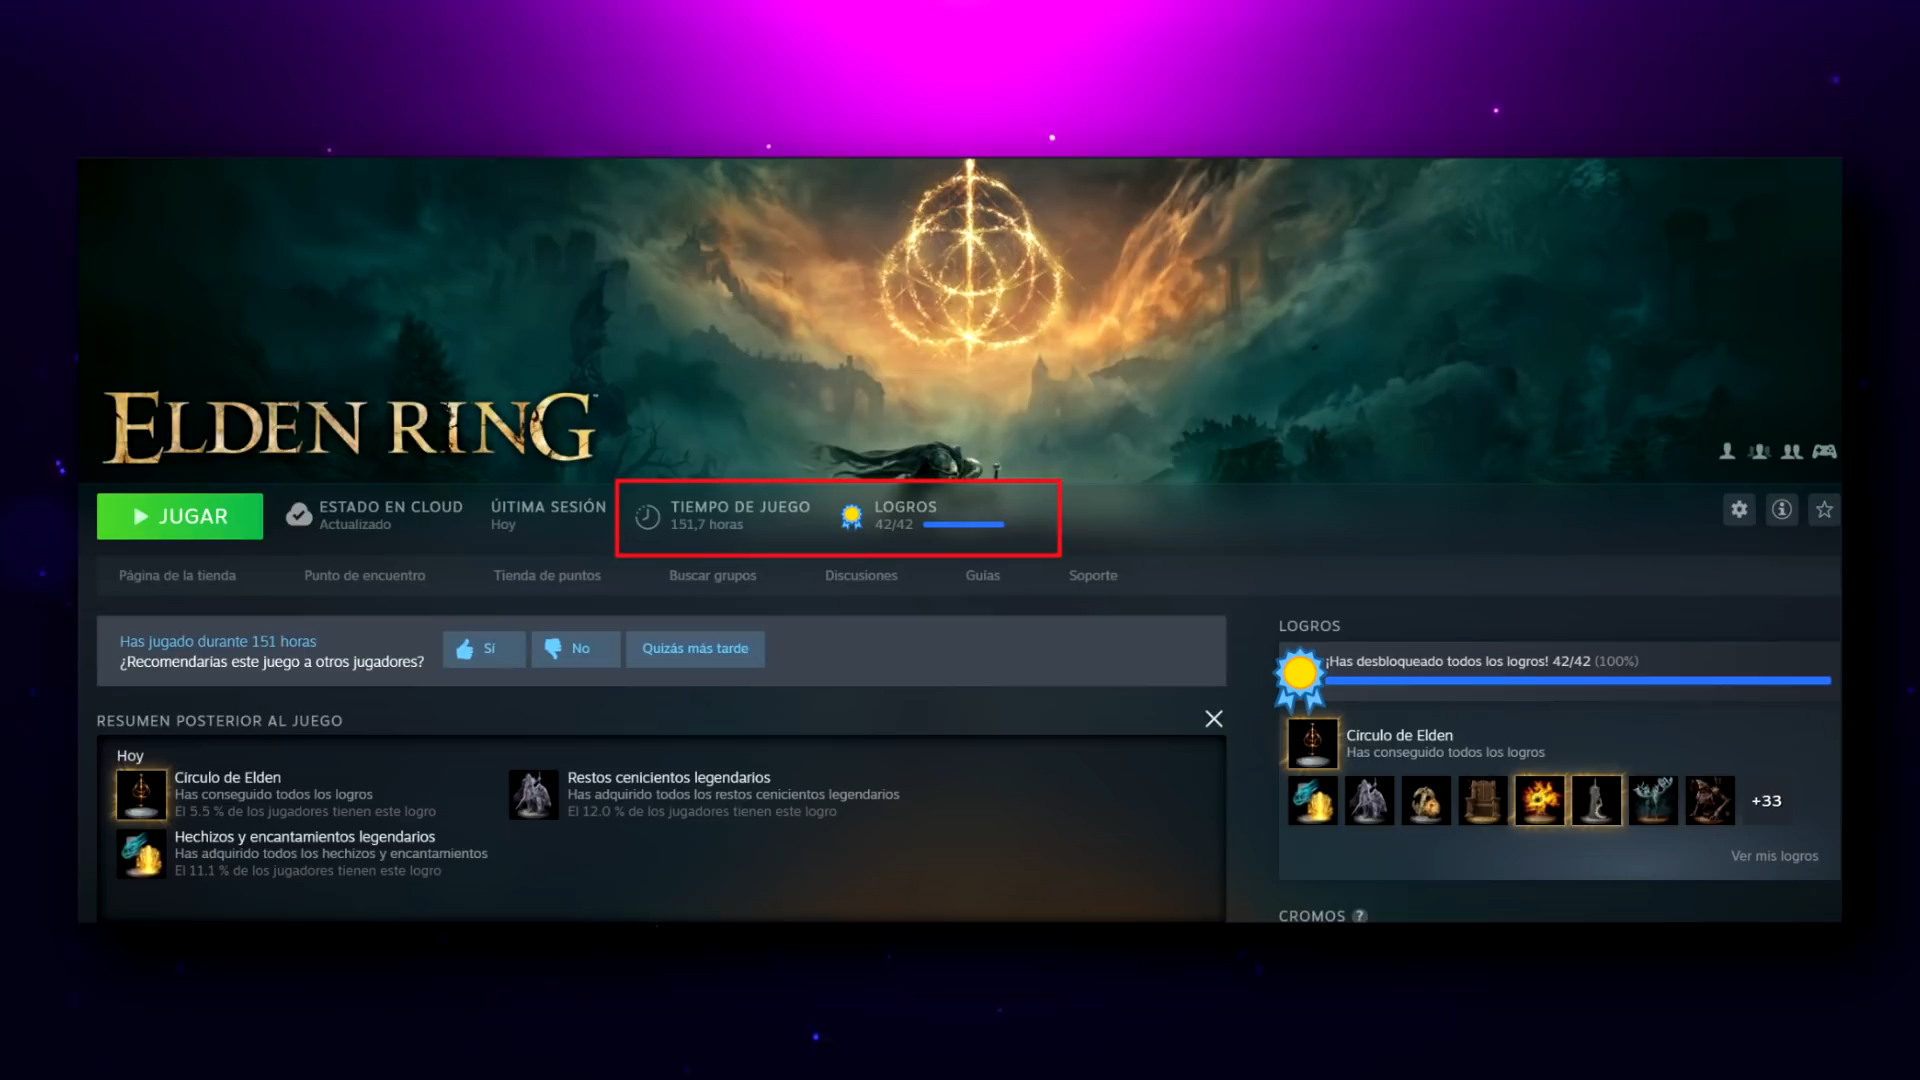 ELDEN RING
JUGAR
ESTADO EN CLOUD
Actualizado
ÚLTIMA SESIÓN
Hoy
TIEMPO DE JUEGO
151,7 horas
LOGROS
42/42
Página de la tienda
Punto de encuentro
Tienda de puntos
Buscar grupos
Discusiones
Guías
Soporte
Has jugado durante 151 horas
¿Recomendarías este juego a otros jugadores?
Sí
No
Quizás más tarde
RESUMEN POSTERIOR AL JUEGO
Hoy
Círculo de Elden
Has conseguido todos los logros
El 5.5 % de los jugadores tienen este logro
Restos cenicientos legendarios
Has adquirido todos los restos cenicientos legendarios
El 12.0 % de los jugadores tienen este logro
Hechizos y encantamientos legendarios
Has adquirido todos los hechizos y encantamientos
El 11.1 % de los jugadores tienen este logro
LOGROS
¡Has desbloqueado todos los logros! 42/42 (100%)
Círculo de Elden
Has conseguido todos los logros
+33
Ver mis logros
CROMOS ?